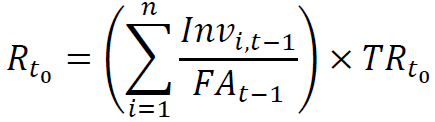 R_{t_0} = \left( \sum_{i=1}^{n} \frac{Inv_{i,t-1}}{FA_{t-1}} \right) \times TR_{t_0}